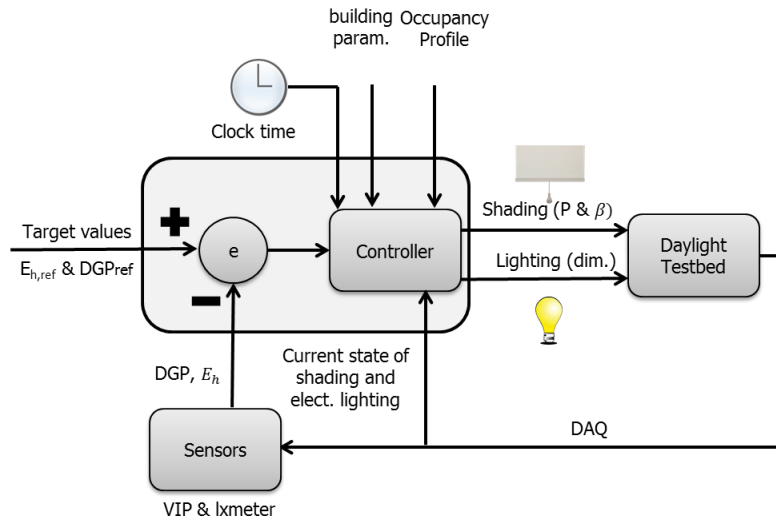 building
param.
Occupancy
Profile
Clock time
Target values
E_h,ref & DGPref
e
Controller
Shading (P & β)
Lighting (dim.)
Daylight
Testbed
DGP, E_h
Current state of
shading and
elect. lighting
Sensors
DAQ
VIP & lxmeter